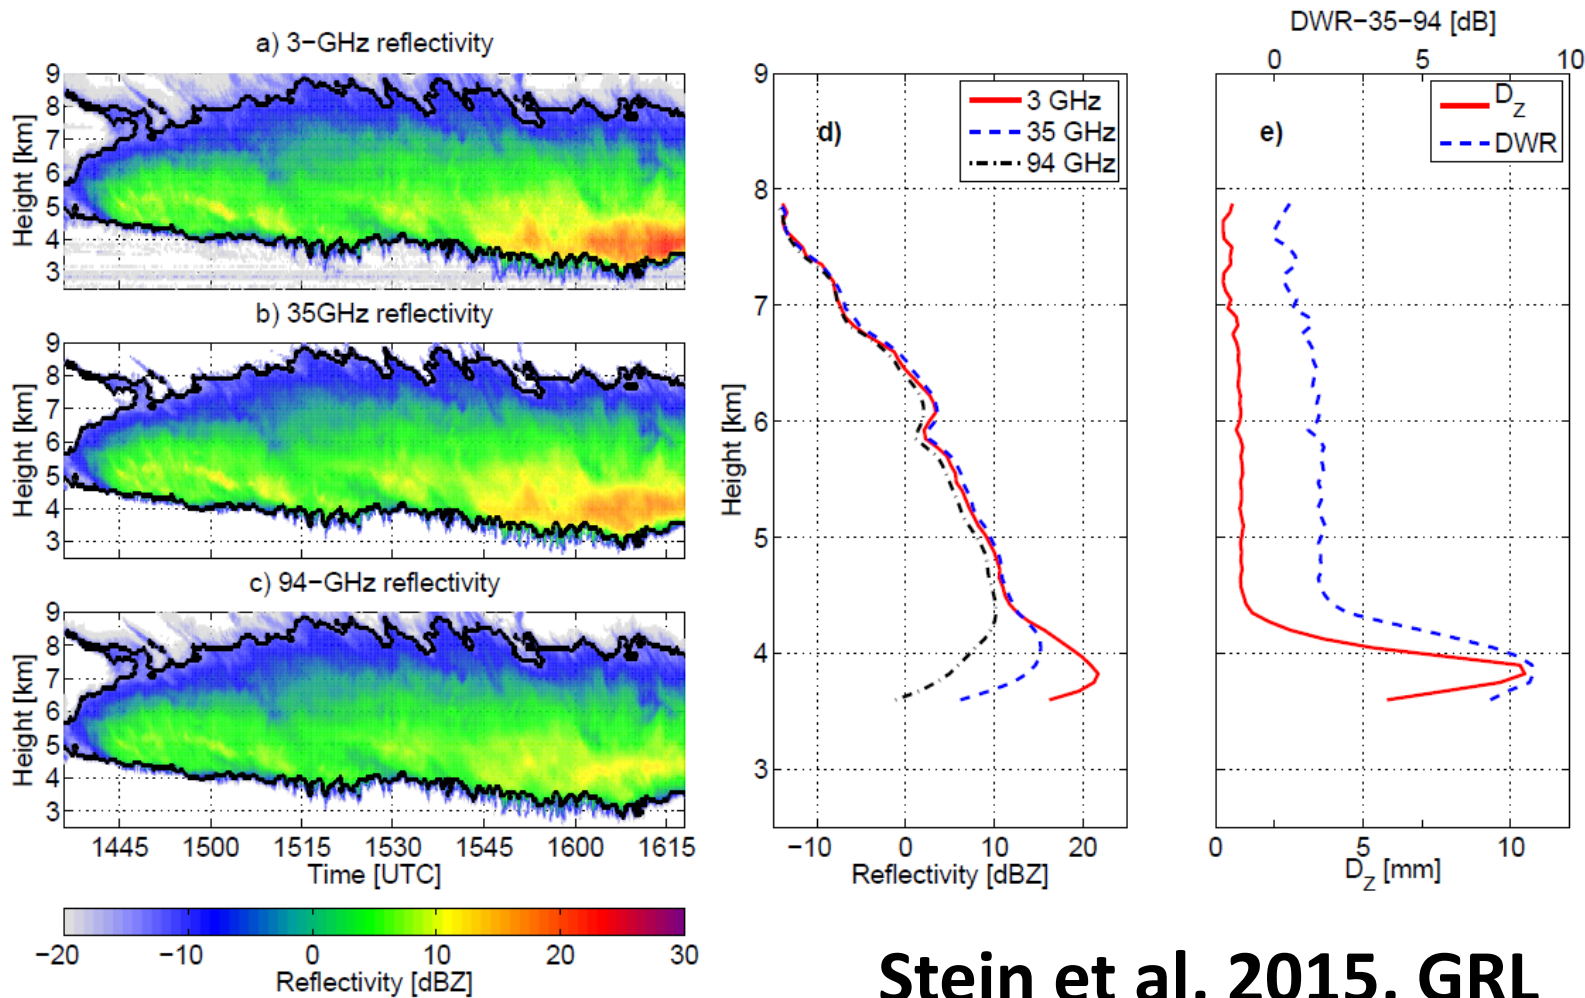 a) 3−GHz reflectivity
Height [km]
9
8
7
6
5
4
3
b) 35GHz reflectivity
Height [km]
9
8
7
6
5
4
3
c) 94−GHz reflectivity
Height [km]
9
8
7
6
5
4
3
1445 1500 1515 1530 1545 1600 1615
Time [UTC]
−20 −10 0 10 20 30
Reflectivity [dBZ]
d)
3 GHz
35 GHz
94 GHz
Height [km]
9
8
7
6
5
4
3
−10 0 10 20
Reflectivity [dBZ]
DWR−35−94 [dB]
0 5 10
e)
D_Z
DWR
0 5 10
D_Z [mm]
Stein et al. 2015, GRL